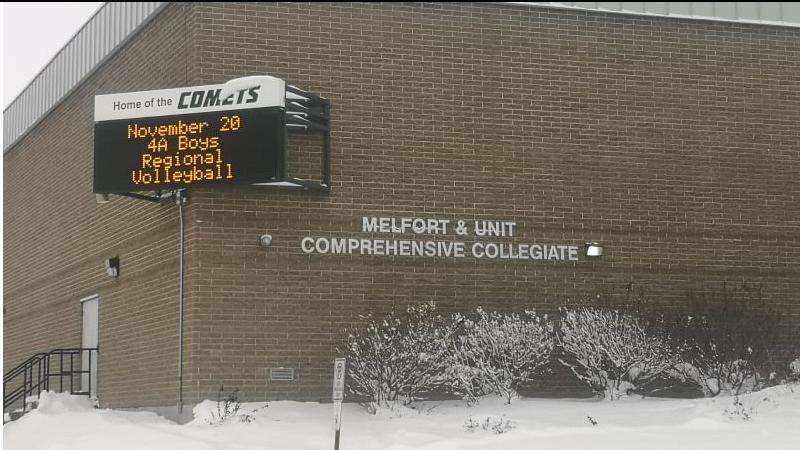 Home of the COMETS
November 20
4A Boys
Regional
Volleyball
MELFORT & UNIT
COMPREHENSIVE COLLEGIATE